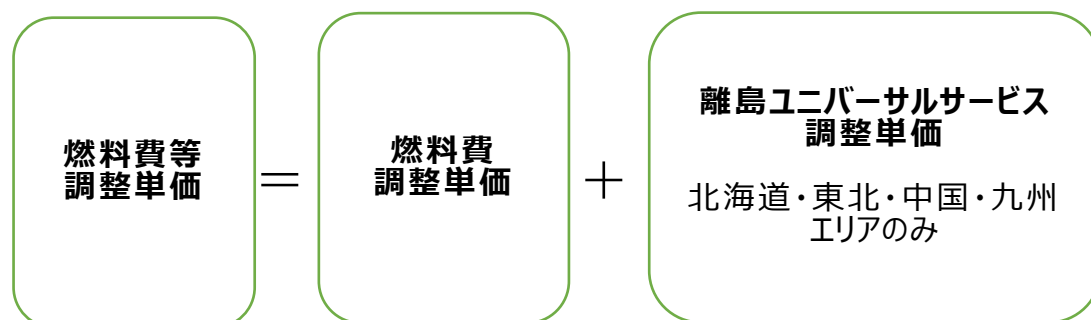 燃料費等
調整単価
＝
燃料費
調整単価
＋
離島ユニバーサルサービス
調整単価
北海道・東北・中国・九州
エリアのみ